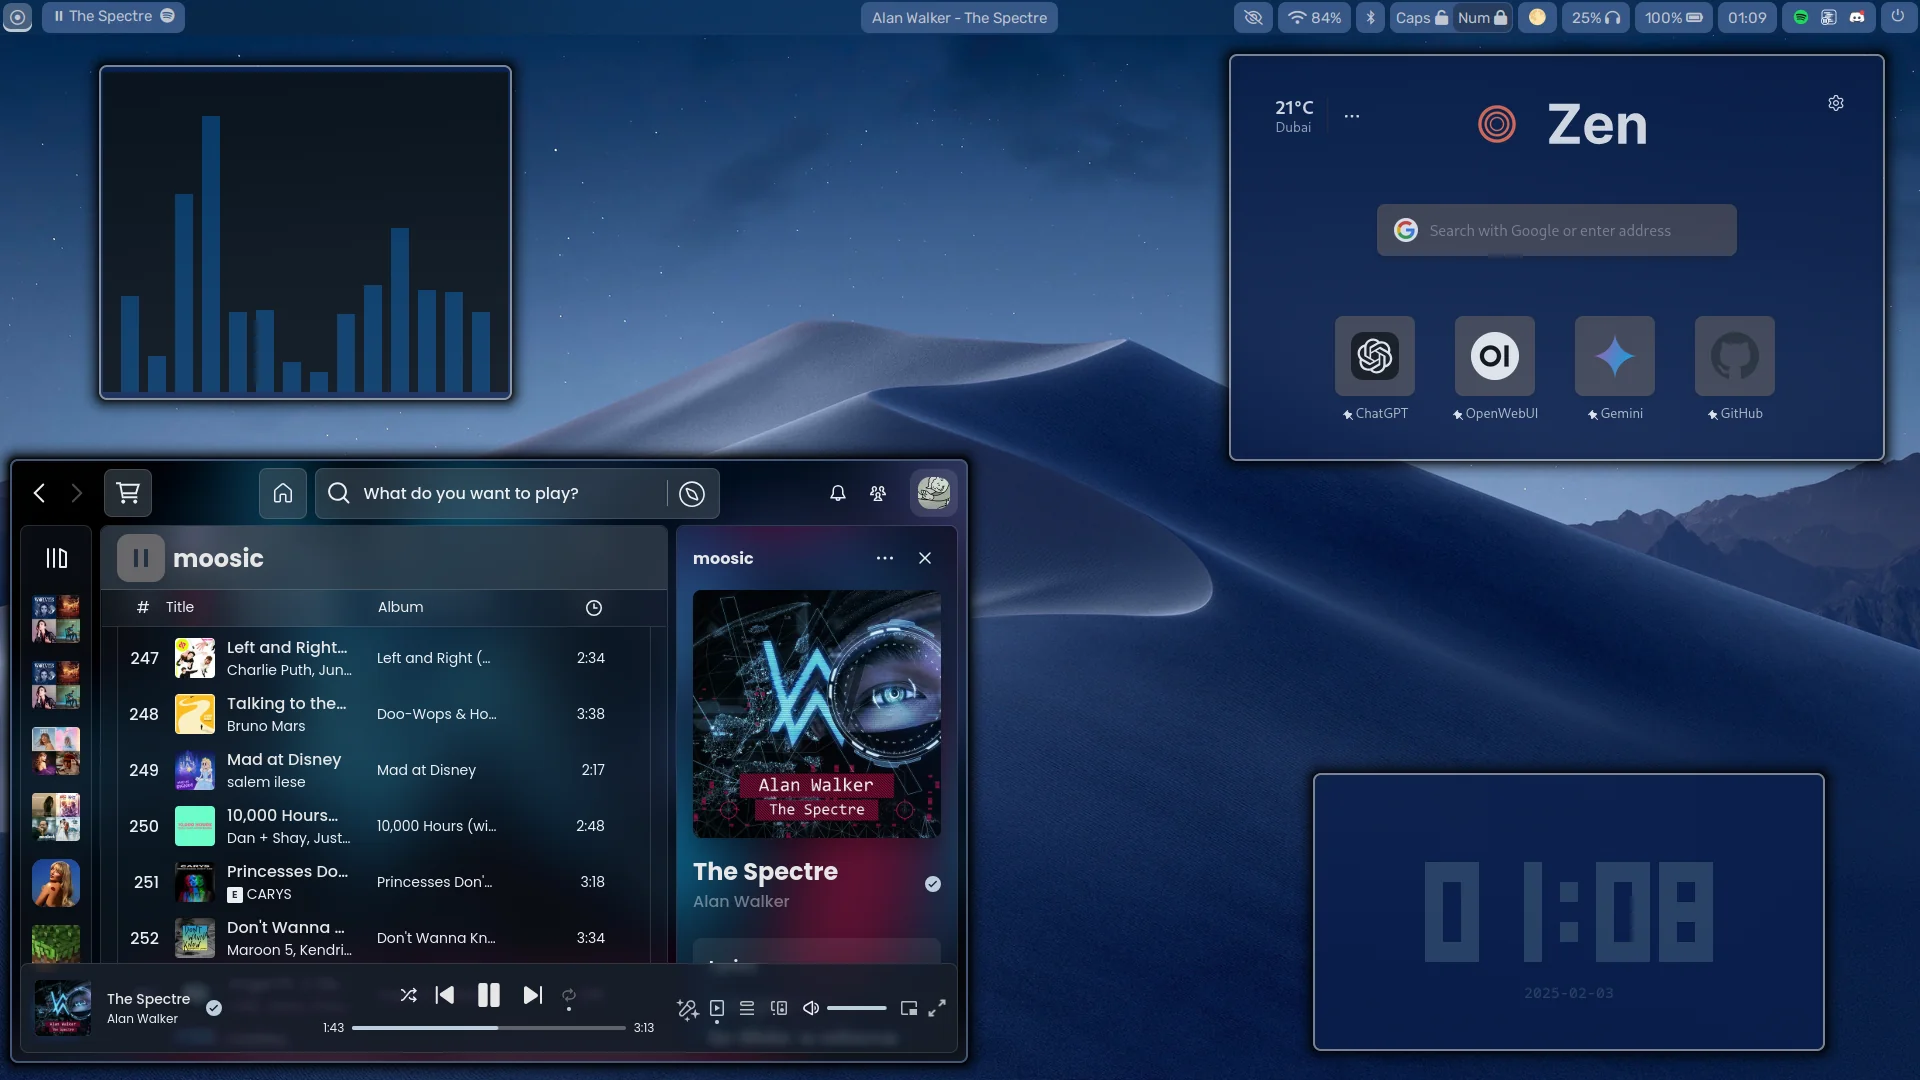 The Spectre
Alan Walker - The Spectre
84%
Caps
Num
25%
100%
01:09
21°C
Dubai
...
Zen
Search with Google or enter address
OI
ChatGPT
OpenWebUI
Gemini
GitHub
What do you want to play?
moosic
# Title Album
247
Left and Right...
Charlie Puth, Jun...
Left and Right (...
2:34
248
Talking to the...
Bruno Mars
Doo-Wops & Ho...
3:38
249
Mad at Disney
salem ilese
Mad at Disney
2:17
250
10,000 Hours...
Dan + Shay, Just...
10,000 Hours (wi...
2:48
251
Princesses Do...
E CARYS
Princesses Don'...
3:18
252
Don't Wanna ...
Maroon 5, Kendri...
Don't Wanna Kn...
3:34
moosic
Alan Walker
The Spectre
The Spectre
Alan Walker
The Spectre
Alan Walker
1:43
3:13
01:08
2025-02-03